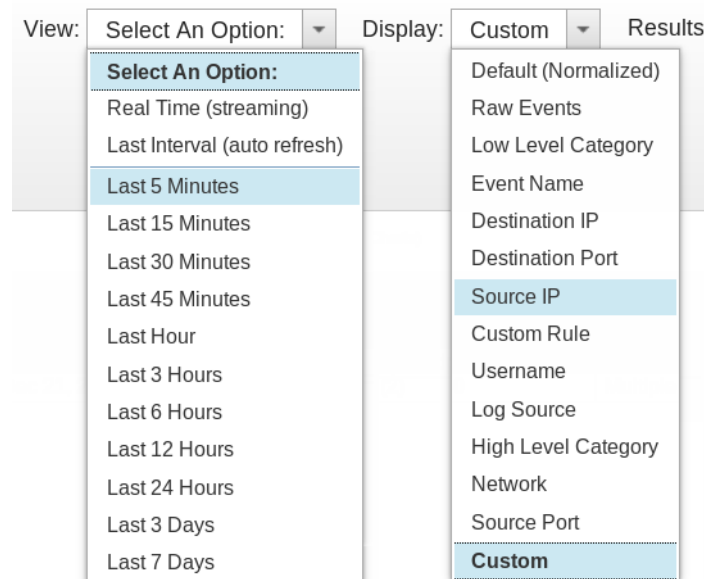 View: Select An Option: Display: Custom Results
Select An Option:
Real Time (streaming)
Last Interval (auto refresh)
Last 5 Minutes
Last 15 Minutes
Last 30 Minutes
Last 45 Minutes
Last Hour
Last 3 Hours
Last 6 Hours
Last 12 Hours
Last 24 Hours
Last 3 Days
Last 7 Days
Default (Normalized)
Raw Events
Low Level Category
Event Name
Destination IP
Destination Port
Source IP
Custom Rule
Username
Log Source
High Level Category
Network
Source Port
Custom